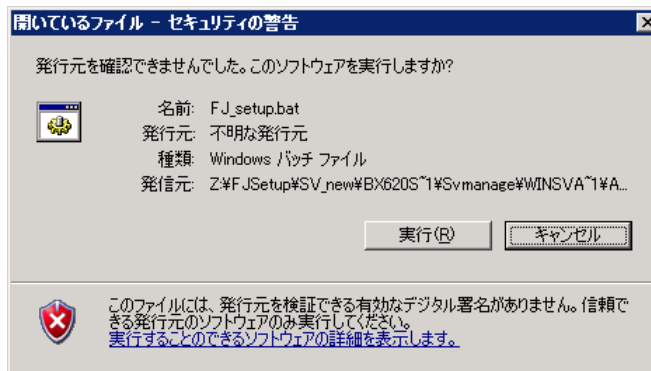 開いているファイル - セキュリティの警告
発行元を確認できませんでした。このソフトウェアを実行しますか?
名前: FJ_setup.bat
発行元: 不明な発行元
種類: Windows バッチ ファイル
発信元: Z:¥FJSetup¥SV_new¥BX620S~1¥Svmanage¥WINSVA~1¥A...
実行(R) キャンセル
このファイルには、発行元を検証できる有効なデジタル署名がありません。信頼で
きる発行元のソフトウェアのみ実行してください。
実行することのできるソフトウェアの詳細を表示します。